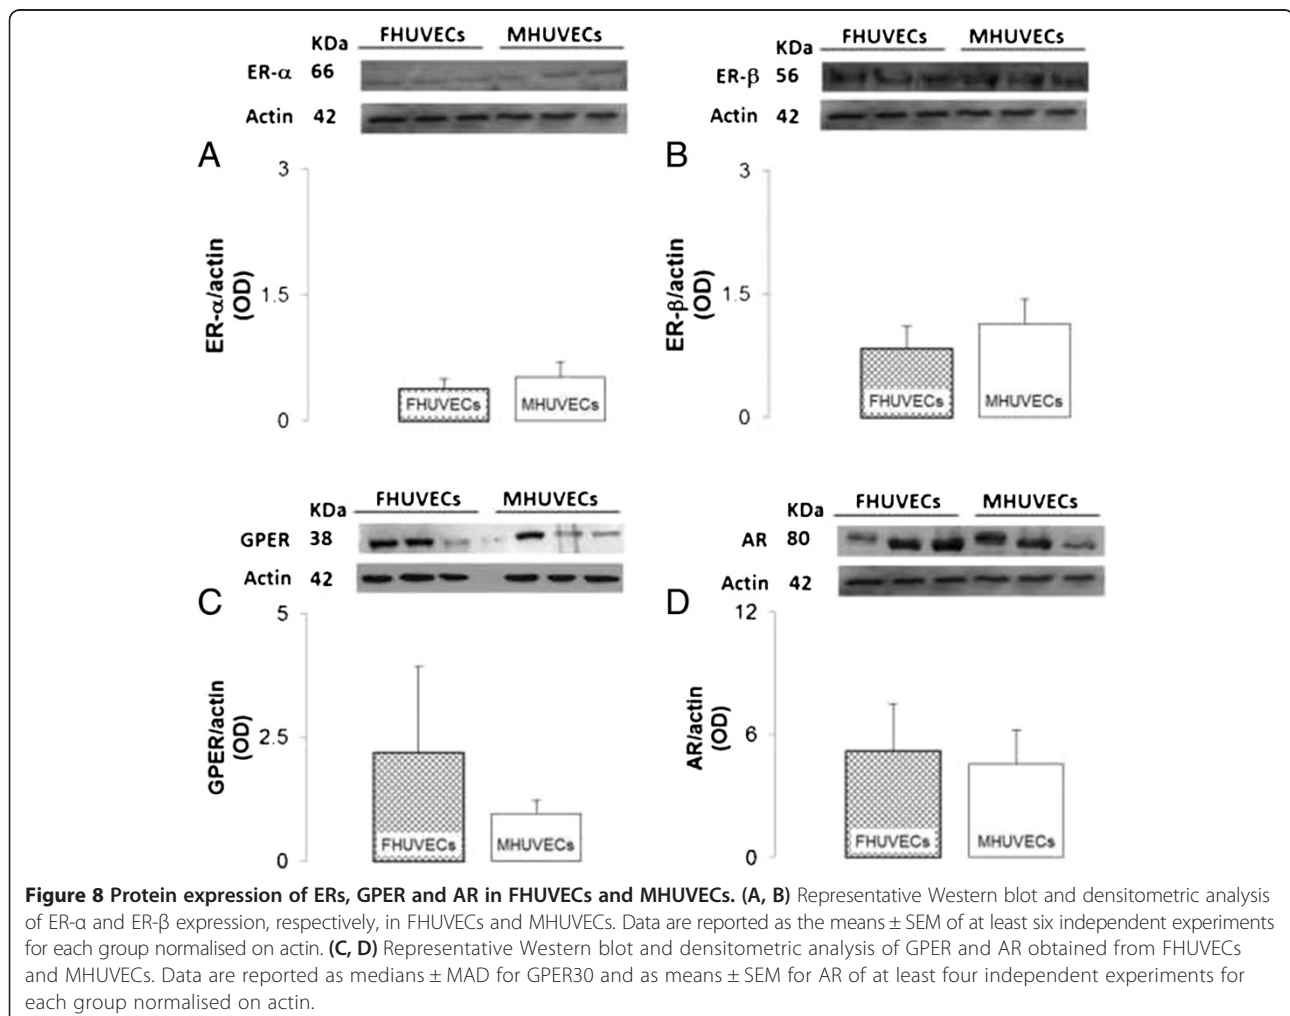 FHUVECs MHUVECs
KDa
ER-α 66
Actin 42
A
3
1.5
0
ER-α/actin
(OD)
FHUVECs MHUVECs
FHUVECs MHUVECs
KDa
ER-β 56
Actin 42
B
3
1.5
0
ER-β/actin
(OD)
FHUVECs MHUVECs
FHUVECs MHUVECs
KDa
GPER 38
Actin 42
C
5
2.5
0
GPER/actin
(OD)
FHUVECs MHUVECs
FHUVECs MHUVECs
KDa
AR 80
Actin 42
D
12
6
0
AR/actin
(OD)
FHUVECs MHUVECs
Figure 8 Protein expression of ERs, GPER and AR in FHUVECs and MHUVECs. (A, B) Representative Western blot and densitometric analysis
of ER-α and ER-β expression, respectively, in FHUVECs and MHUVECs. Data are reported as the means ± SEM of at least six independent experiments
for each group normalised on actin. (C, D) Representative Western blot and densitometric analysis of GPER and AR obtained from FHUVECs
and MHUVECs. Data are reported as medians ± MAD for GPER30 and as means ± SEM for AR of at least four independent experiments for
each group normalised on actin.